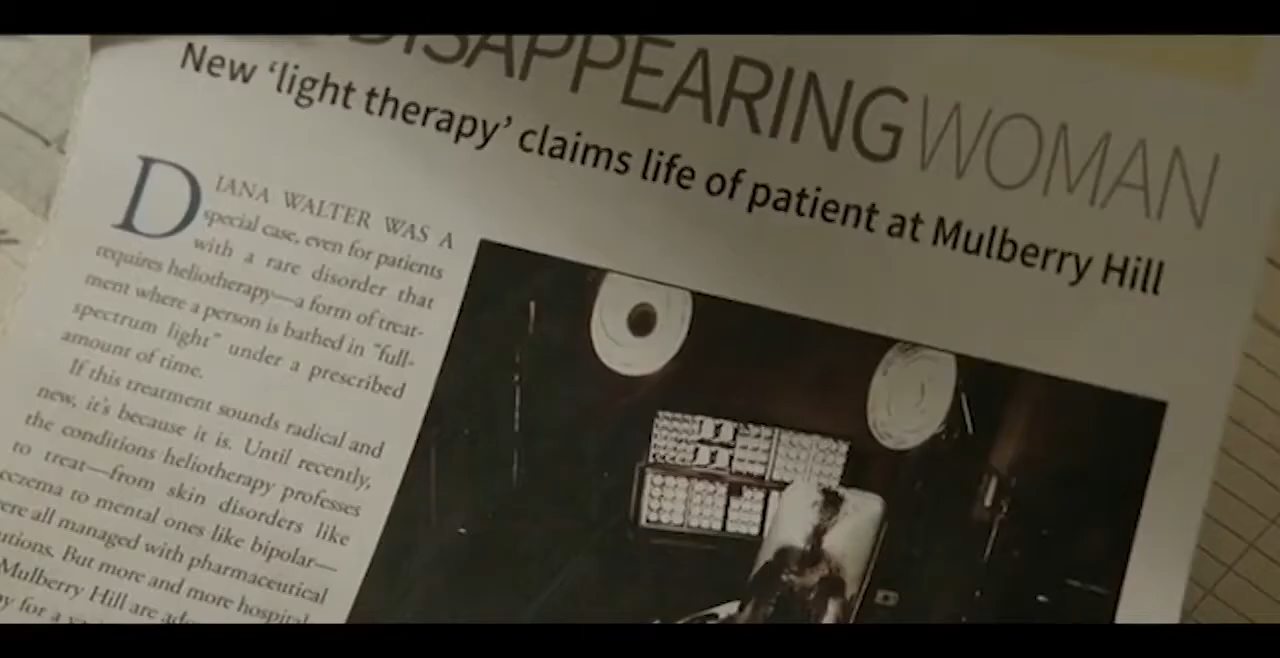 DISAPPEARING WOMAN
New ‘light therapy’ claims life of patient at Mulberry Hill
DIANA WALTER WAS A
special case, even for patients
with a rare disorder that
requires heliotherapy—a form of treat-
ment where a person is bathed in "full-
spectrum light" under a prescribed
amount of time.
If this treatment sounds radical and
new, it's because it is. Until recently,
the conditions heliotherapy professes
to treat—from skin disorders like
eczema to mental ones like bipolar—
were all managed with pharmaceutical
But more and more hospital
Mulberry Hill are
for a